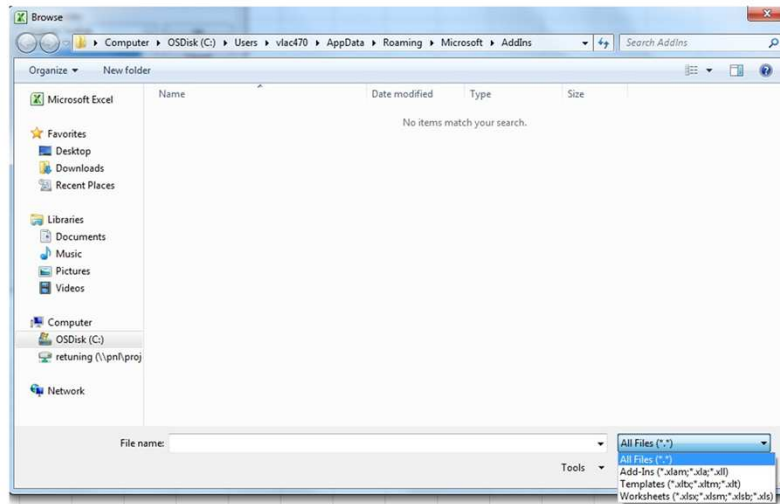 Browse
Computer ▸ OSDisk (C:) ▸ Users ▸ vlac470 ▸ AppData ▸ Roaming ▸ Microsoft ▸ AddIns
Search AddIns
Organize
New folder
Name
Date modified
Type
Size
No items match your search.
Microsoft Excel
Favorites
Desktop
Downloads
Recent Places
Libraries
Documents
Music
Pictures
Videos
Computer
OSDisk (C:)
retuning (\\pnl\proj
Network
File name:
All Files (*.*)
Tools
All Files (*.*)
Add-Ins (*.xlam;*.xla;*.xll)
Templates (*.xltx;*.xltm;*.xlt)
Worksheets (*.xlsx;*.xlsm;*.xlsb;*.xls)